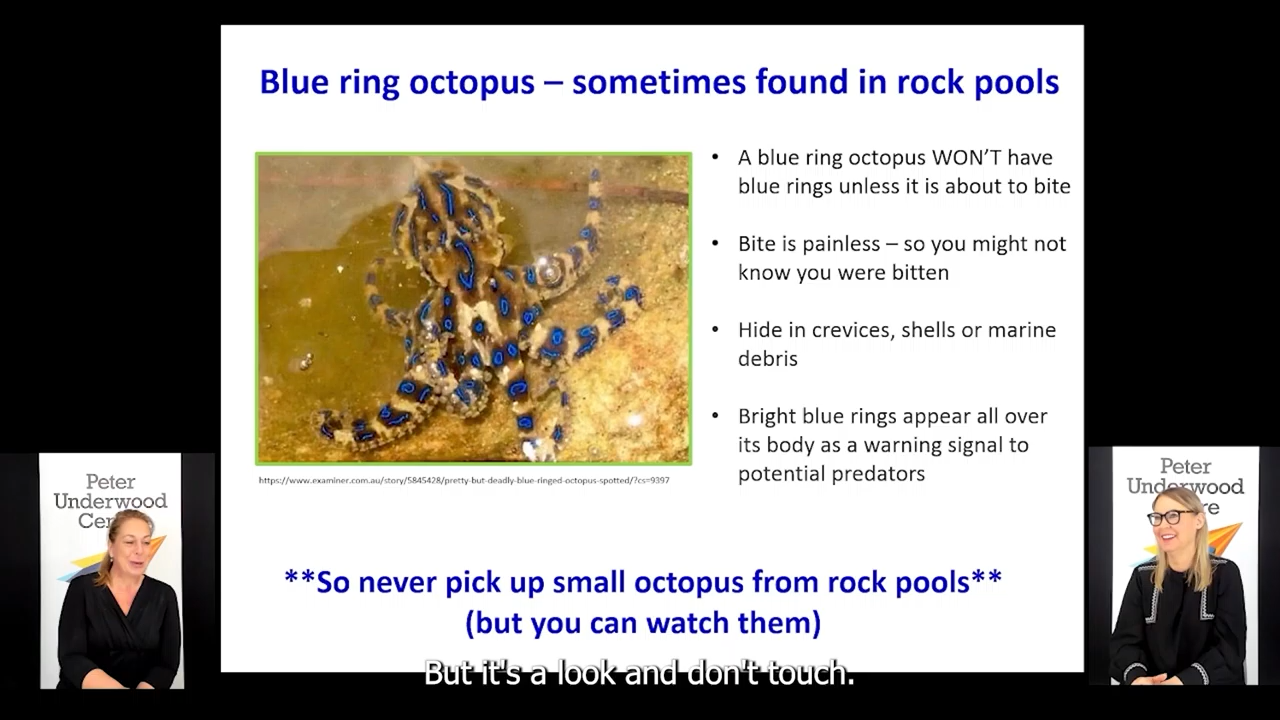 Blue ring octopus – sometimes found in rock pools
• A blue ring octopus WON'T have
blue rings unless it is about to bite
• Bite is painless – so you might not
know you were bitten
• Hide in crevices, shells or marine
debris
• Bright blue rings appear all over
its body as a warning signal to
potential predators
https://www.examiner.com.au/story/5845428/pretty-but-deadly-blue-ringed-octopus-spotted/?cs=9397
**So never pick up small octopus from rock pools**
(but you can watch them)
Peter
Underwood
Ce
Peter
Underwood
re
But it's a look and don't touch.